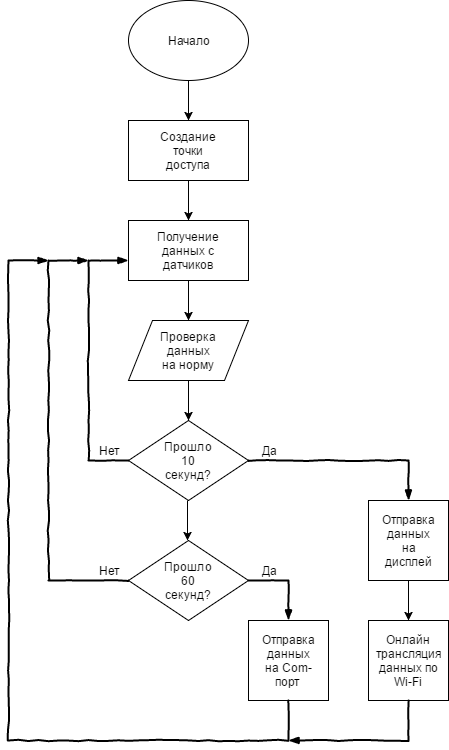 Начало
Создание
точки
доступа
Получение
данных с
датчиков
Проверка
данных
на норму
Нет
Прошло
10
секунд?
Да
Отправка
данных
на
дисплей
Нет
Прошло
60
секунд?
Да
Отправка
данных
на Com-
порт
Онлайн
трансляция
данных по
Wi-Fi